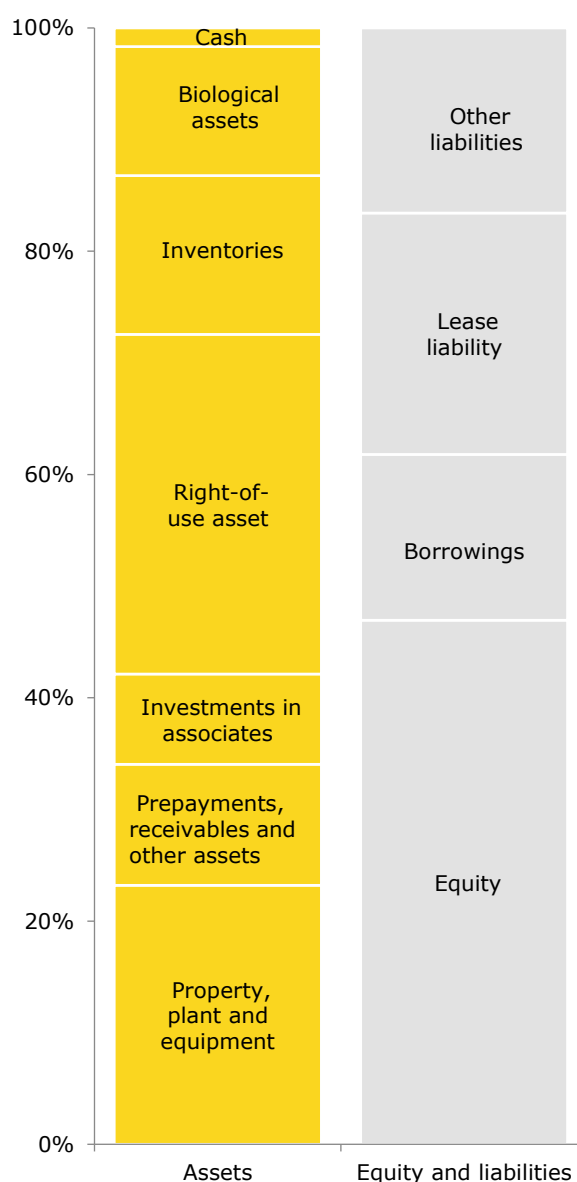 100%
80%
60%
40%
20%
0%
Cash
Biological
assets
Inventories
Right-of-
use asset
Investments in
associates
Prepayments,
receivables and
other assets
Property,
plant and
equipment
Other
liabilities
Lease
liability
Borrowings
Equity
Assets
Equity and liabilities